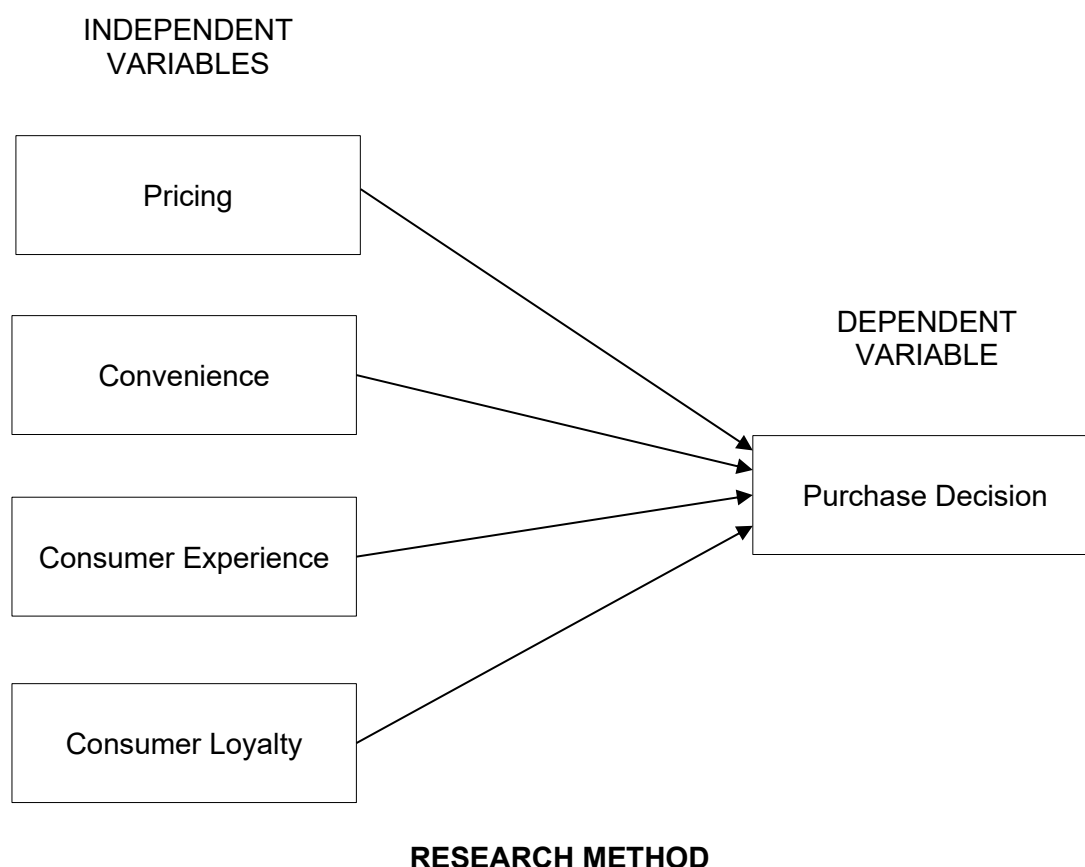 INDEPENDENT
VARIABLES
Pricing
Convenience
Consumer Experience
Consumer Loyalty
DEPENDENT
VARIABLE
Purchase Decision
RESEARCH METHOD